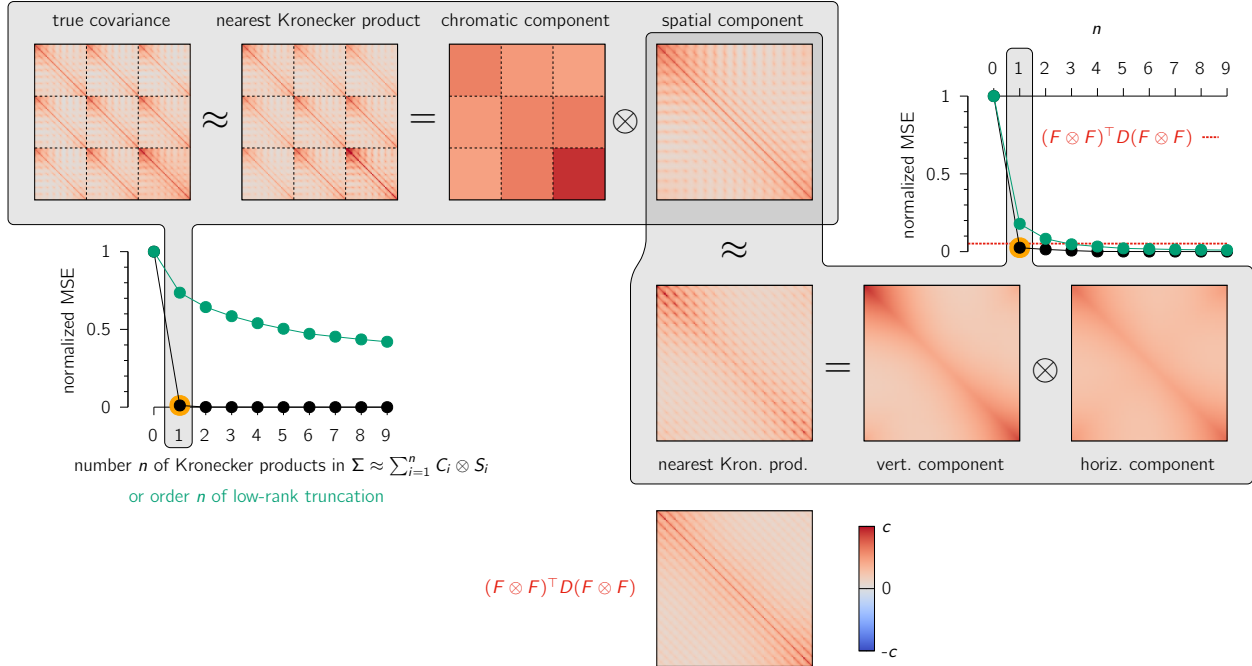 true covariance
nearest Kronecker product
chromatic component
spatial component
≈
=
⊗
n
0 1 2 3 4 5 6 7 8 9
1
0.5
0
normalized MSE
(F ⊗ F)⊤D(F ⊗ F)
≈
1
0.5
0
normalized MSE
0 1 2 3 4 5 6 7 8 9
number n of Kronecker products in Σ ≈ ∑ⁿᵢ₌₁ Cᵢ ⊗ Sᵢ
or order n of low-rank truncation
=
⊗
nearest Kron. prod.
vert. component
horiz. component
(F ⊗ F)⊤D(F ⊗ F)
c
0
-c